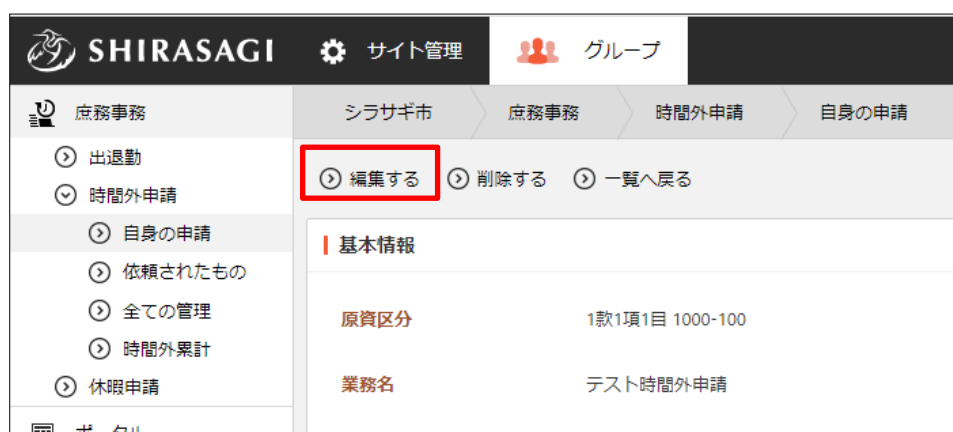 SHIRASAGI サイト管理 グループ
庶務事務
シラサギ市 庶務事務 時間外申請 自身の申請
出退勤
編集する 削除する 一覧へ戻る
時間外申請
自身の申請
基本情報
依頼されたもの
全ての管理
原資区分 1款1項1目 1000-100
時間外累計
休暇申請
業務名 テスト時間外申請
ポータル